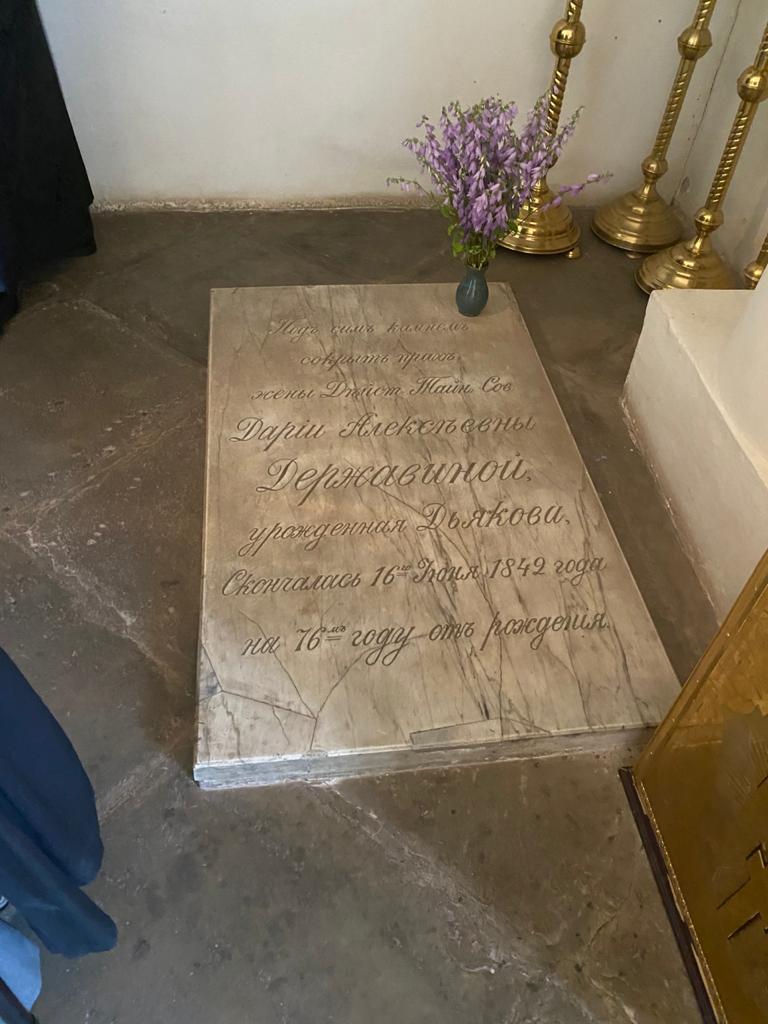 Подъ симъ камнемъ
сокрытъ прахъ
жены Дѣйст. Тайн. Сов.
Даріи Алексѣевны
Державиной,
урожденная Дьякова,
Скончалась 16го Іюня 1842 года
на 76мъ году отъ рожденія.